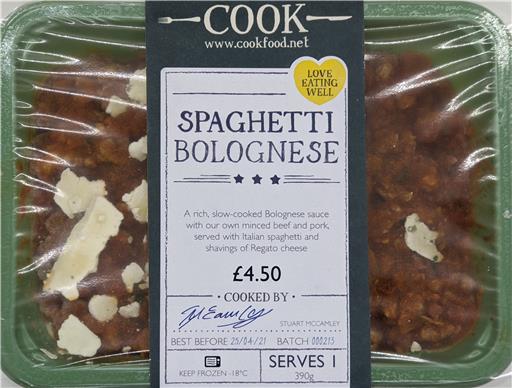 COOK
www.cookfood.net
LOVE
EATING
WELL
SPAGHETTI
BOLOGNESE
A rich, slow-cooked Bolognese sauce
with our own minced beef and pork,
served with Italian spaghetti and
shavings of Regato cheese
£4.50
• COOKED BY •
STUART MCCAMLEY
BEST BEFORE 25/04/21 BATCH 000215
KEEP FROZEN -18°C
SERVES 1
390g